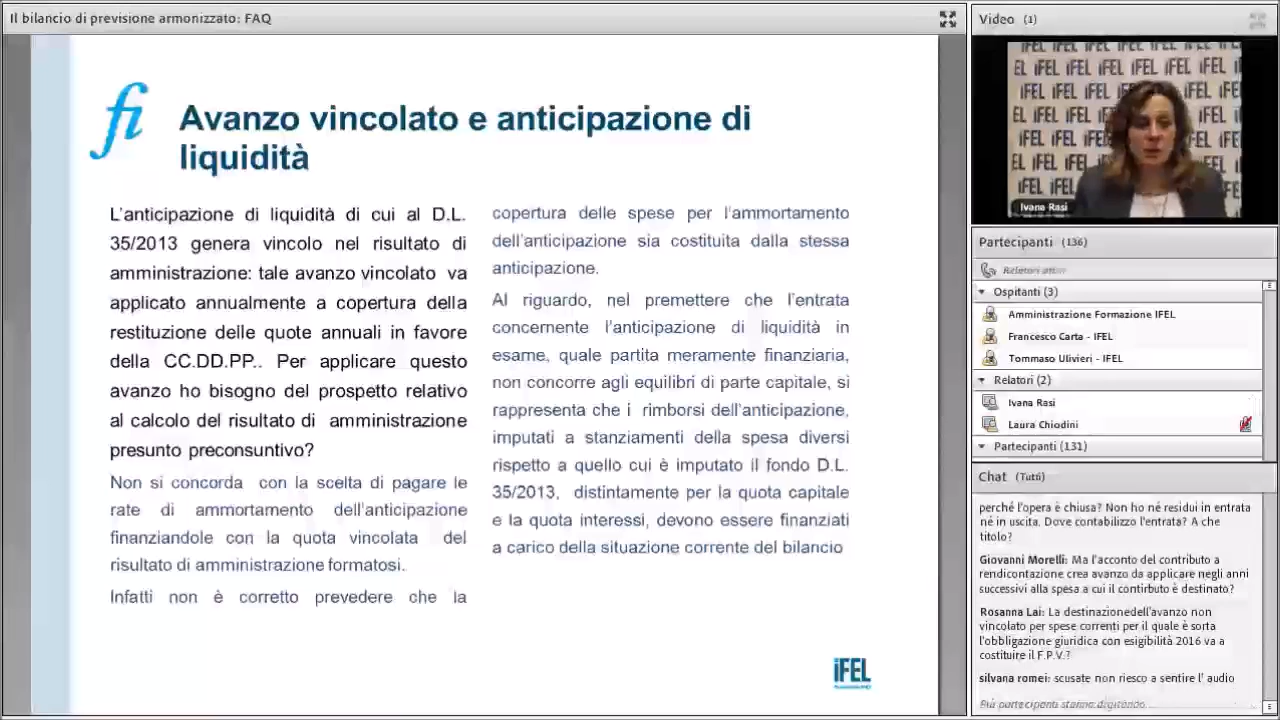 Il bilancio di previsione armonizzato: FAQ
Avanzo vincolato e anticipazione di
liquidità
L'anticipazione di liquidità di cui al D.L.
35/2013 genera vincolo nel risultato di
amministrazione: tale avanzo vincolato va
applicato annualmente a copertura della
restituzione delle quote annuali in favore
della CC.DD.PP.. Per applicare questo
avanzo ho bisogno del prospetto relativo
al calcolo del risultato di amministrazione
presunto preconsuntivo?
Non si concorda con la scelta di pagare le
rate di ammortamento dell'anticipazione
finanziandole con la quota vincolata del
risultato di amministrazione formatosi.
Infatti non è corretto prevedere che la
copertura delle spese per l'ammortamento
dell'anticipazione sia costituita dalla stessa
anticipazione.
Al riguardo, nel premettere che l'entrata
concernente l'anticipazione di liquidità in
esame, quale partita meramente finanziaria,
non concorre agli equilibri di parte capitale, si
rappresenta che i rimborsi dell'anticipazione,
imputati a stanziamenti della spesa diversi
rispetto a quello cui è imputato il fondo D.L.
35/2013, distintamente per la quota capitale
e la quota interessi, devono essere finanziati
a carico della situazione corrente del bilancio
iFEL
Video (1)
iFEL iFEL iFEL
Ivana Rasi
Partecipanti (136)
Relatori attivi
Ospitanti (3)
Amministrazione Formazione IFEL
Francesco Carta - IFEL
Tommaso Ulivieri - IFEL
Relatori (2)
Ivana Rasi
Laura Chiodini
Partecipanti (131)
Chat (Tutti)
perché l'opera è chiusa? Non ho né residui in entrata
né in uscita. Dove contabilizzo l'entrata? A che
titolo?
Giovanni Morelli: Ma l'acconto del contributo a
rendicontazione crea avanzo da applicare negli anni
successivi alla spesa a cui il contirbuto è destinato?
Rosanna Lai: La destinazionedell'avanzo non
vincolato per spese correnti per il quale è sorta
l'obbligazione giuridica con esigibilità 2016 va a
costituire il F.P.V.?
silvana romei: scusate non riesco a sentire l' audio
Più partecipanti stanno digitando...